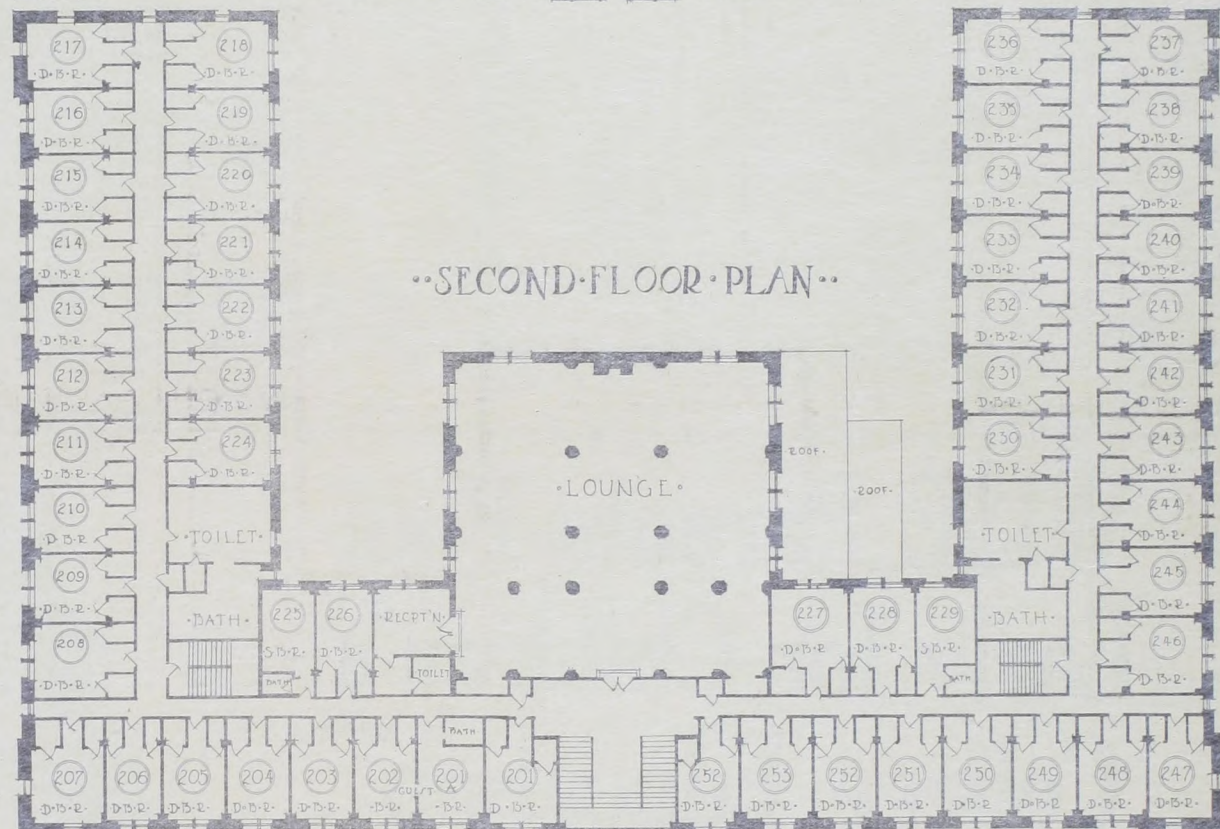 217
·D·B·R·
216
·D·B·R·
215
·D·B·R·
214
·D·B·R·
213
·D·B·R·
212
·D·B·R·
211
·D·B·R·
210
·D·B·R
209
·D·B·R·
208
·D·B·R·
218
·D·B·R·
219
·D·B·R·
220
·D·B·R·
221
·D·B·R·
222
·D·B·R·
223
·D·B·R·
224
·D·B·R·
·TOILET·
·BATH·
··SECOND·FLOOR·PLAN··
·LOUNGE·
·ROOF·
·ROOF·
236
·D·B·R·
235
·D·B·R·
234
·D·B·R·
233
·D·B·R·
232
·D·B·R·
231
·D·B·R·
230
·D·B·R·
·TOILET·
·BATH·
237
·D·B·R·
238
·D·B·R·
239
·D·B·R·
240
·D·B·R·
241
·D·B·R·
242
·D·B·R·
243
·D·B·R·
244
·D·B·R·
245
·D·B·R·
246
·D·B·R·
225
S·B·R·
BATH
226
D·B·R·
·RECPT'N·
TOILET
227
·D·B·R
228
·D·B·R·
229
S·B·R·
BATH
207
·D·B·R·
206
D·B·R·
205
·D·B·R·
204
·D·B·R·
203
·D·B·R·
202
·B·R·
BATH
201
A
·B·R·
201
D·B·R·
252
·D·B·R·
253
·D·B·R·
252
·D·B·R·
251
·D·B·R·
250
D·B·R·
249
D·B·R·
248
·D·B·R·
247
·D·B·R·